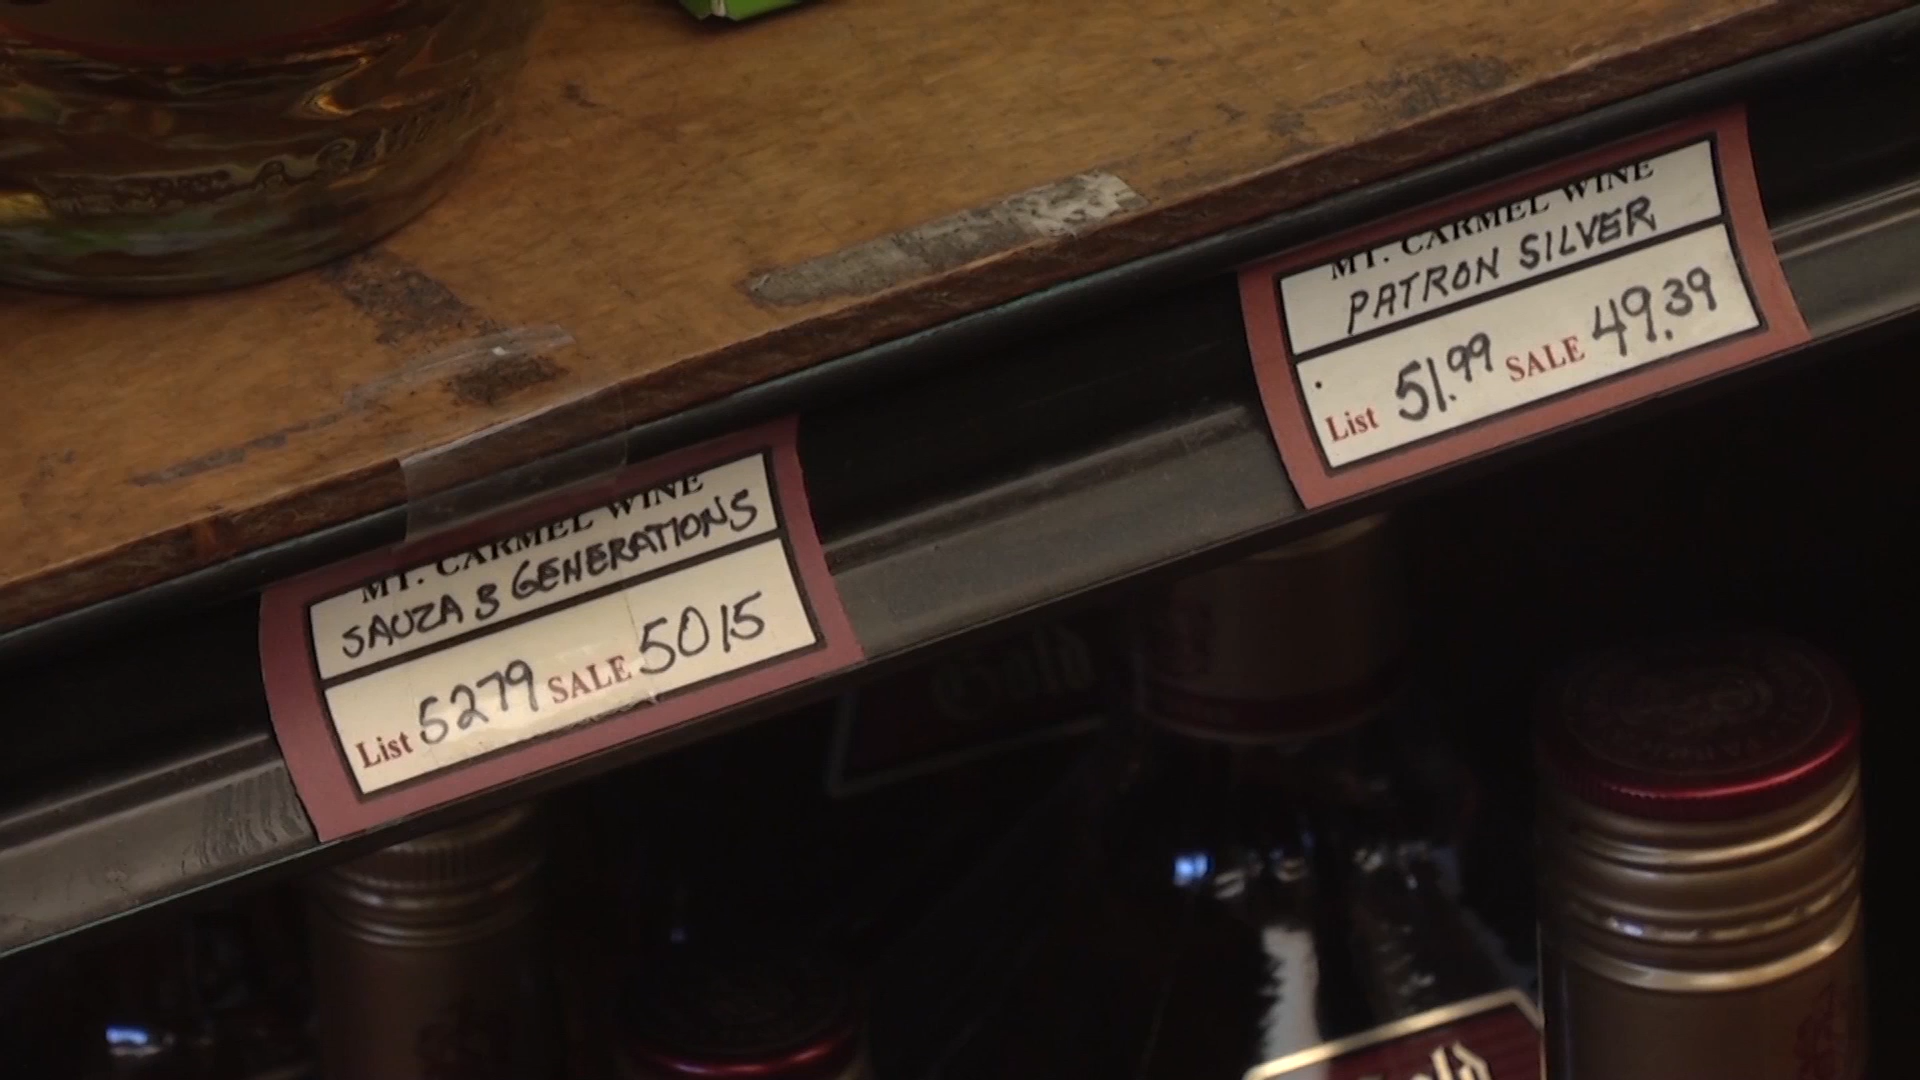 MT. CARMEL WINE
SAUZA 3 GENERATIONS
List 5279 SALE 5015
MT. CARMEL WINE
PATRON SILVER
List 51.99 SALE 49.39
Gold